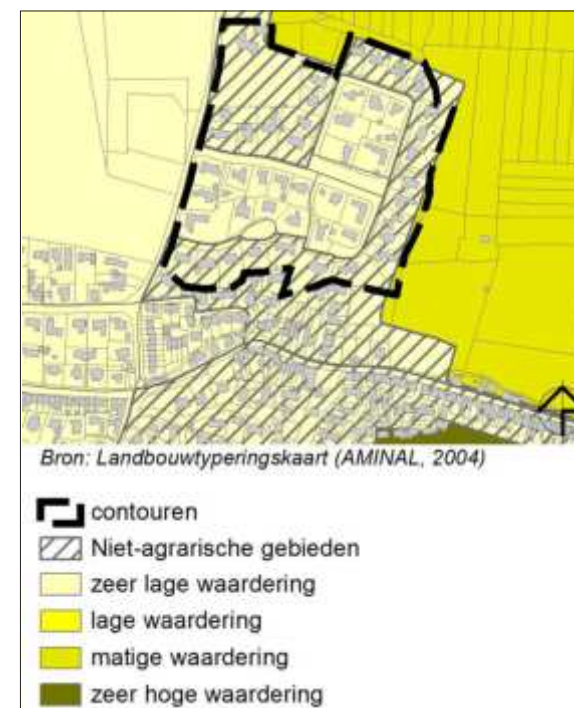 Bron: Landbouwtyperingskaart (AMINAL, 2004)
contouren
Niet-agrarische gebieden
zeer lage waardering
lage waardering
matige waardering
zeer hoge waardering